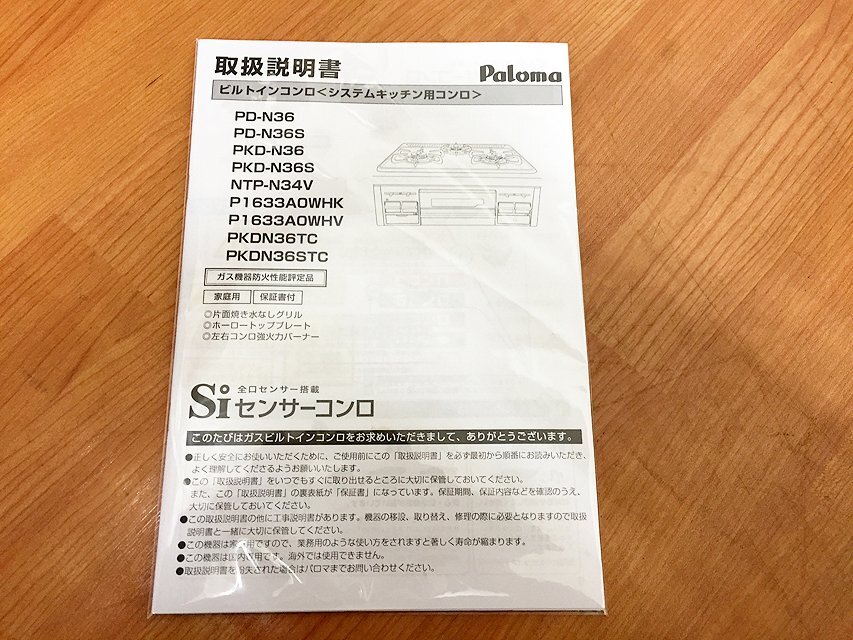 取扱説明書
Paloma
ビルトインコンロ<システムキッチン用コンロ>
PD-N36
PD-N36S
PKD-N36
PKD-N36S
NTP-N34V
P1633A0WHK
P1633A0WHV
PKDN36TC
PKDN36STC
ガス機器防火性能評定品
家庭用 保証書付
◎片面焼き水なしグリル
◎ホーロートッププレート
◎左右コンロ強火力バーナー
全口センサー搭載
Siセンサーコンロ
このたびはガスビルトインコンロをお求めいただきまして、ありがとうございます。
●正しく安全にお使いいただくために、ご使用前にこの「取扱説明書」を必ず最初から順番にお読みいただき、
よく理解してくださるようお願いいたします。
●この「取扱説明書」をいつでもすぐに取り出せるところに大切に保管しておいてください。
また、この「取扱説明書」の裏表紙が「保証書」になっています。保証期間、保証内容などを確認のうえ、
大切に保管しておいてください。
●この取扱説明書の他に工事説明書があります。機器の移設、取り替え、修理の際に必要となりますので取扱
説明書と一緒に大切に保管してください。
●この機器は家庭用ですので、業務用のような使い方をされますと著しく寿命が縮まります。
●この機器は国内専用です。海外では使用できません。
●取扱説明書を紛失された場合はパロマまでお問い合わせください。